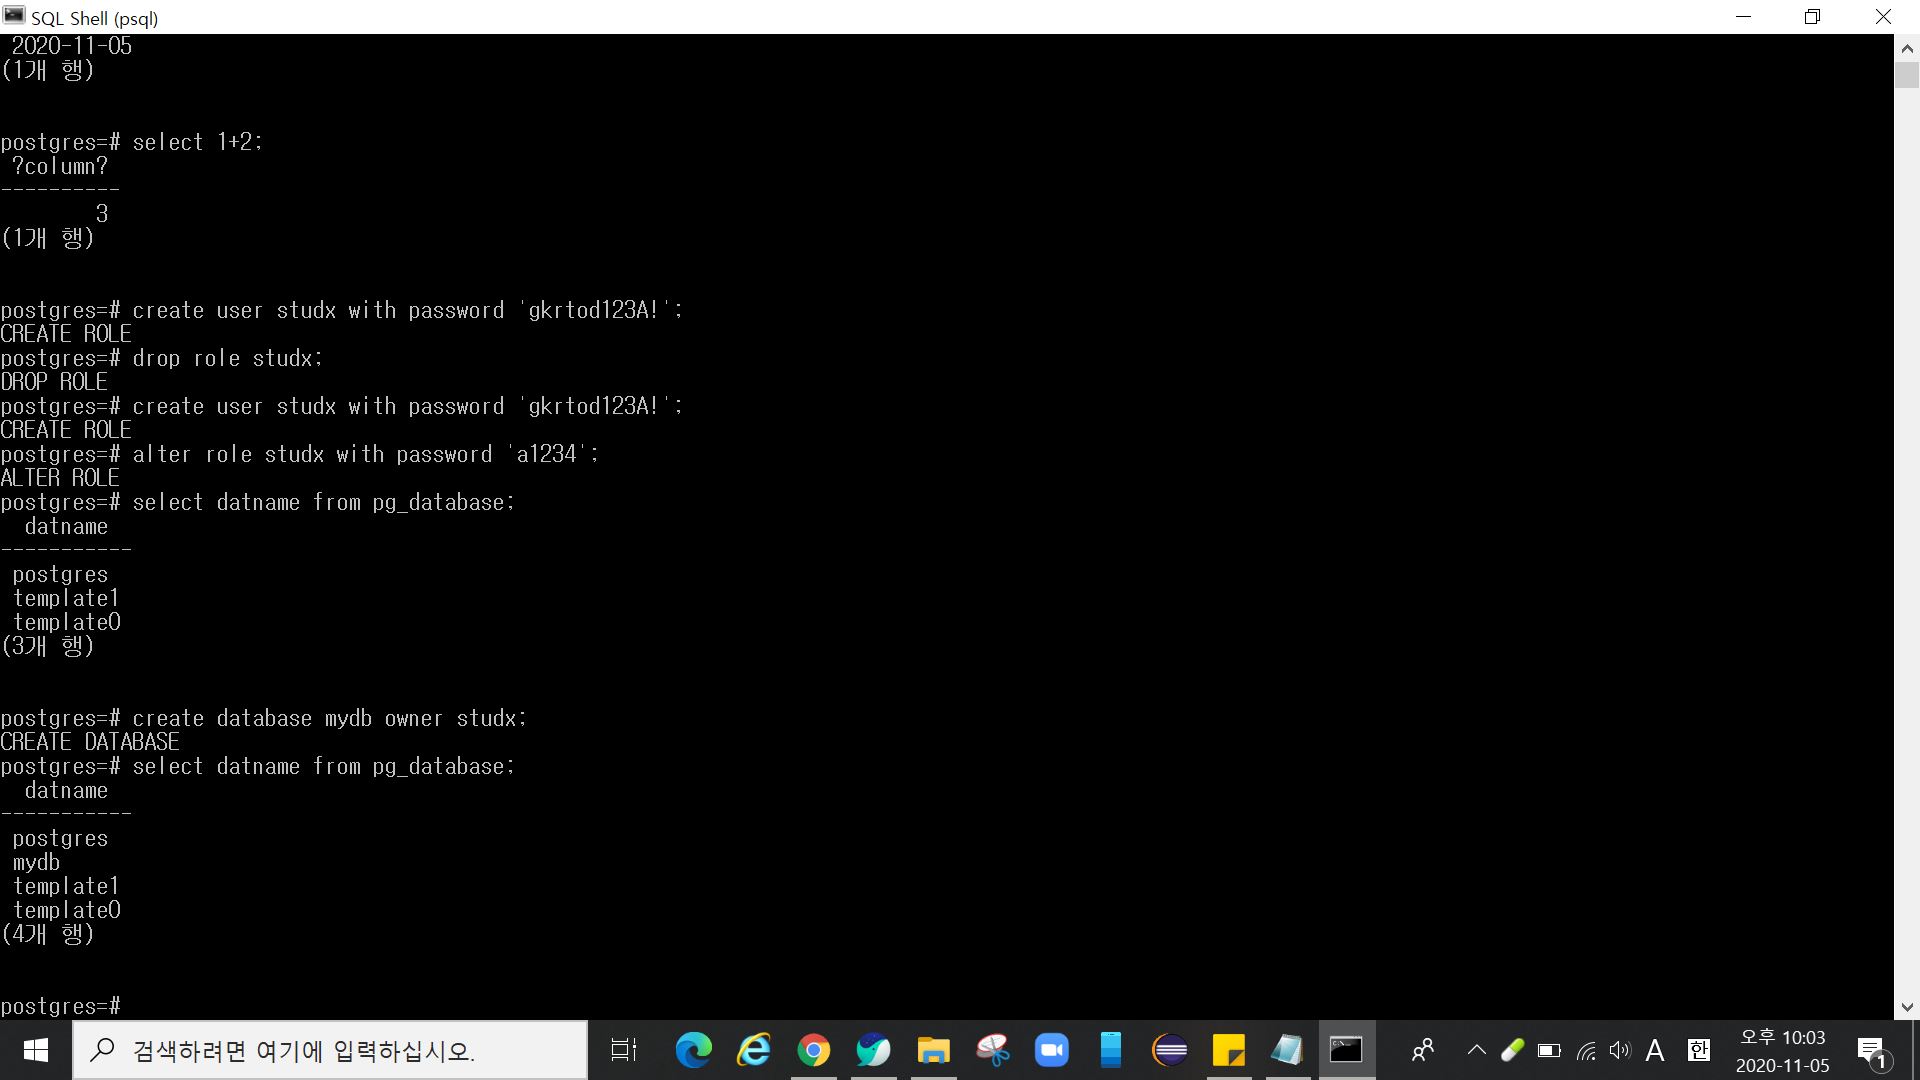 SQL Shell (psql)
2020-11-05
(1개 행)
postgres=# select 1+2;
?column?
----------
3
(1개 행)
postgres=# create user studx with password 'gkrtod123A!';
CREATE ROLE
postgres=# drop role studx;
DROP ROLE
postgres=# create user studx with password 'gkrtod123A!';
CREATE ROLE
postgres=# alter role studx with password 'a1234';
ALTER ROLE
postgres=# select datname from pg_database;
datname
-----------
postgres
template1
template0
(3개 행)
postgres=# create database mydb owner studx;
CREATE DATABASE
postgres=# select datname from pg_database;
datname
-----------
postgres
mydb
template1
template0
(4개 행)
postgres=#
검색하려면 여기에 입력하십시오.
A 한 오후 10:03
2020-11-05
1